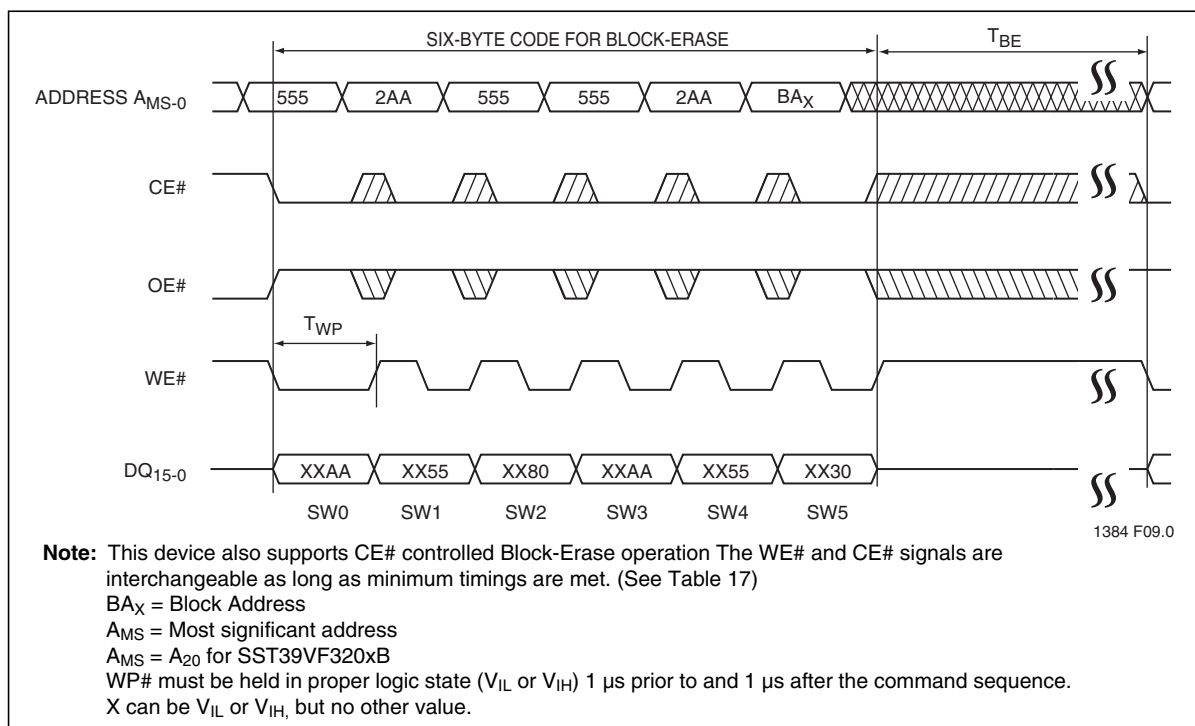 SIX-BYTE CODE FOR BLOCK-ERASE
TBE
ADDRESS AMS-0
555 2AA 555 555 2AA BAX
CE#
OE#
TWP
WE#
DQ15-0
XXAA XX55 XX80 XXAA XX55 XX30
SW0 SW1 SW2 SW3 SW4 SW5
1384 F09.0
Note: This device also supports CE# controlled Block-Erase operation The WE# and CE# signals are
interchangeable as long as minimum timings are met. (See Table 17)
BAX = Block Address
AMS = Most significant address
AMS = A20 for SST39VF320xB
WP# must be held in proper logic state (VIL or VIH) 1 µs prior to and 1 µs after the command sequence.
X can be VIL or VIH, but no other value.